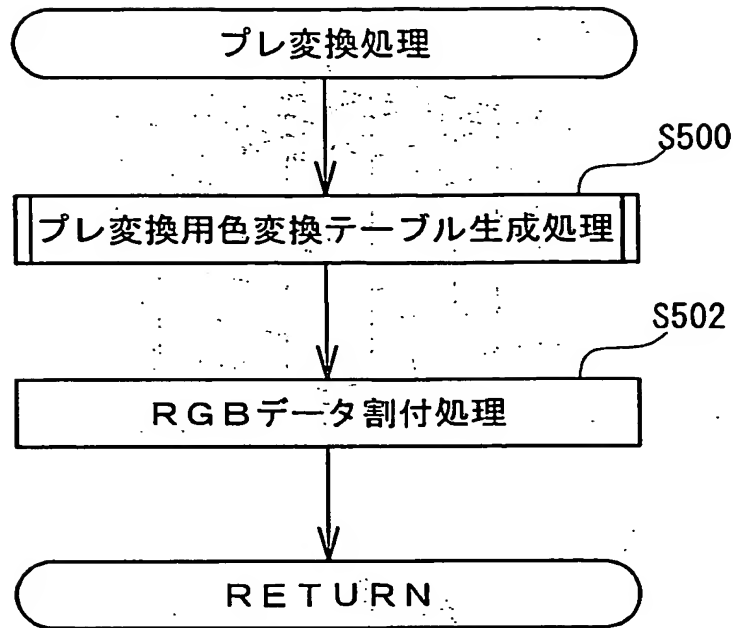 プレ変換処理
S500
プレ変換用色変換テーブル生成処理
S502
RGBデータ割付処理
RETURN